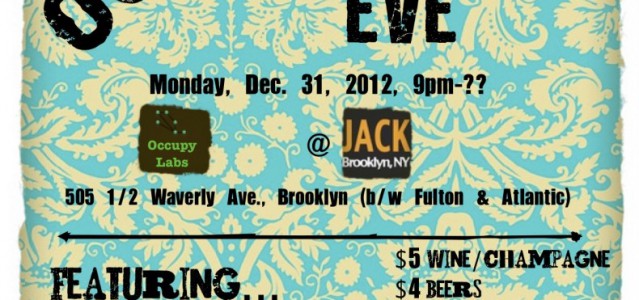 EVE
Monday, Dec. 31, 2012, 9pm-??
Occupy
Labs
@
JACK
Brooklyn, NY
505 1/2 Waverly Ave., Brooklyn (b/w Fulton & Atlantic)
$5 WINE/CHAMPAGNE
FEATURING...
$4 BEERS